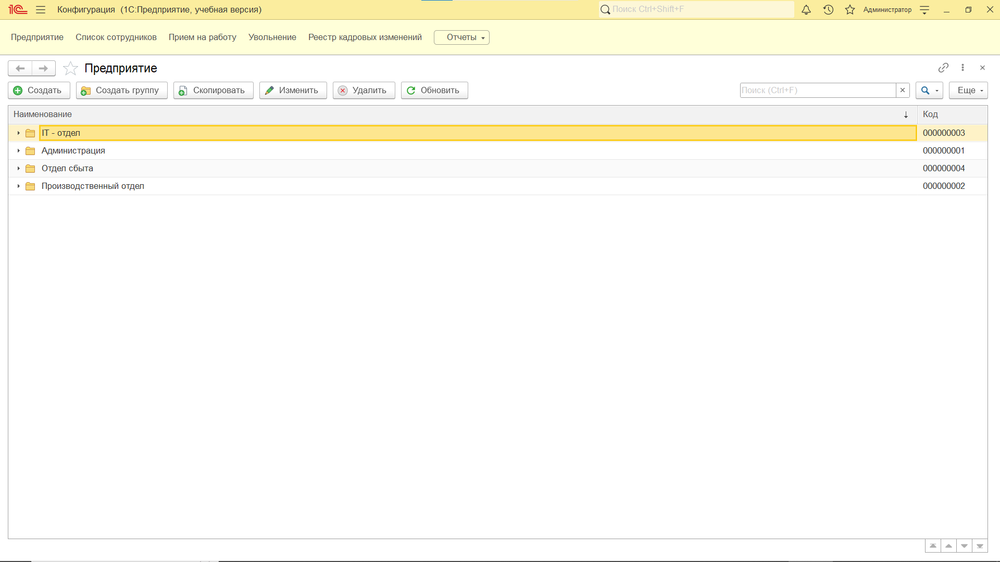 1С Конфигурация (1С:Предприятие, учебная версия) Поиск Ctrl+Shift+F Администратор
Предприятие Список сотрудников Прием на работу Увольнение Реестр кадровых изменений Отчеты
Предприятие
Создать Создать группу Скопировать Изменить Удалить Обновить Поиск (Ctrl+F) Еще
Наименование Код
IT - отдел 000000003
Администрация 000000001
Отдел сбыта 000000004
Производственный отдел 000000002